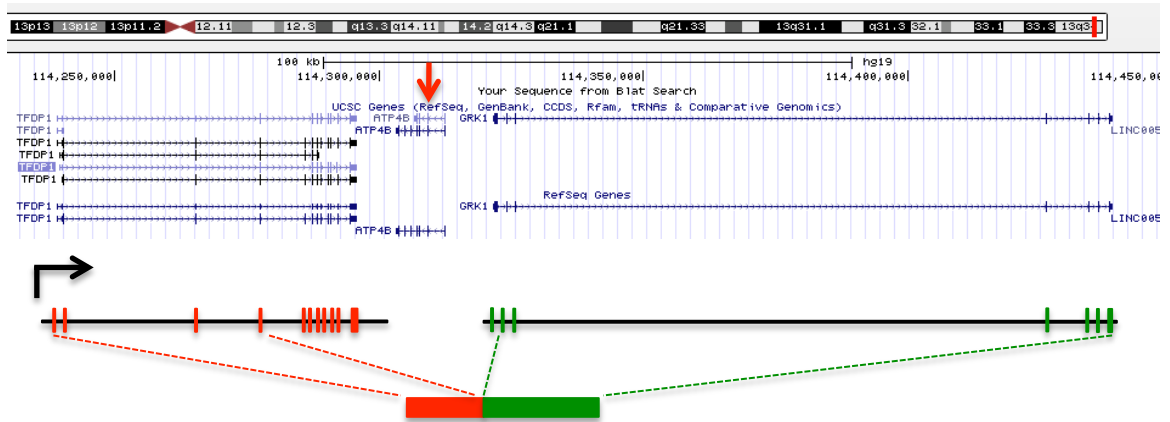 13p13 13p12 13p11.2 12.11 12.3 q13.3 q14.11 14.2 q14.3 q21.1 q21.33 13q31.1 q31.3 32.1 33.1 33.3 13q3
100 kb hg19
114,250,000 114,300,000 114,350,000 114,400,000 114,450,00
Your Sequence from Blat Search
UCSC Genes (RefSeq, GenBank, CCDS, Rfam, tRNAs & Comparative Genomics)
TFDP1 ATP4B GRK1
TFDP1 ATP4B LINC005
TFDP1
TFDP1
TFDP1
TFDP1
RefSeq Genes
TFDP1 GRK1
TFDP1 LINC005
ATP4B